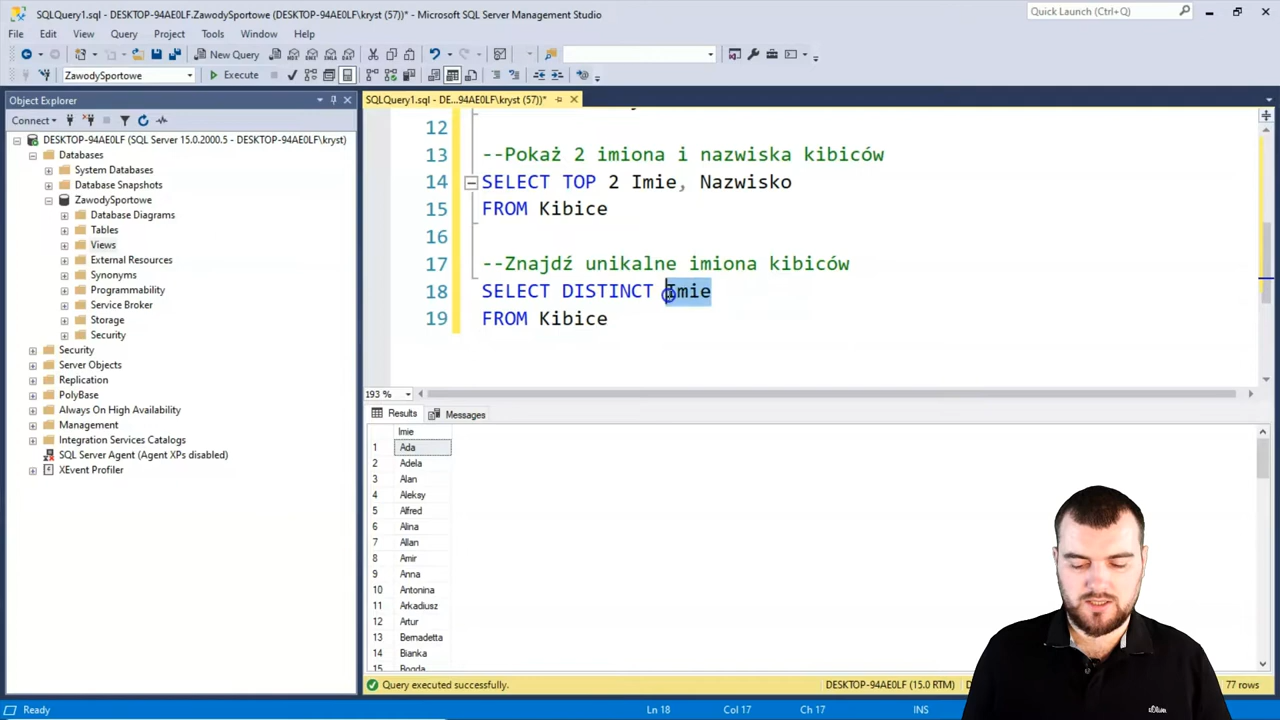 SQLQuery1.sql - DESKTOP-94AE0LF.ZawodySportowe (DESKTOP-94AE0LF\kryst (57))* - Microsoft SQL Server Management Studio
Quick Launch (Ctrl+Q)
File Edit View Query Project Tools Window Help
New Query
ZawodySportowe Execute
Object Explorer
SQLQuery1.sql - DE...94AE0LF\kryst (57))*
Connect
DESKTOP-94AE0LF (SQL Server 15.0.2000.5 - DESKTOP-94AE0LF\kryst)
Databases
System Databases
Database Snapshots
ZawodySportowe
Database Diagrams
Tables
Views
External Resources
Synonyms
Programmability
Service Broker
Storage
Security
Security
Server Objects
Replication
PolyBase
Always On High Availability
Management
Integration Services Catalogs
SQL Server Agent (Agent XPs disabled)
XEvent Profiler
12
13 --Pokaż 2 imiona i nazwiska kibiców
14 SELECT TOP 2 Imie, Nazwisko
15 FROM Kibice
16
17 --Znajdź unikalne imiona kibiców
18 SELECT DISTINCT Imie
19 FROM Kibice
193 %
Results Messages
Imie
1 Ada
2 Adela
3 Alan
4 Aleksy
5 Alfred
6 Alina
7 Allan
8 Amir
9 Anna
10 Antonina
11 Arkadiusz
12 Artur
13 Bernadetta
14 Bianka
15 Bogda
Query executed successfully. DESKTOP-94AE0LF (15.0 RTM) 77 rows
Ready Ln 18 Col 17 Ch 17 INS